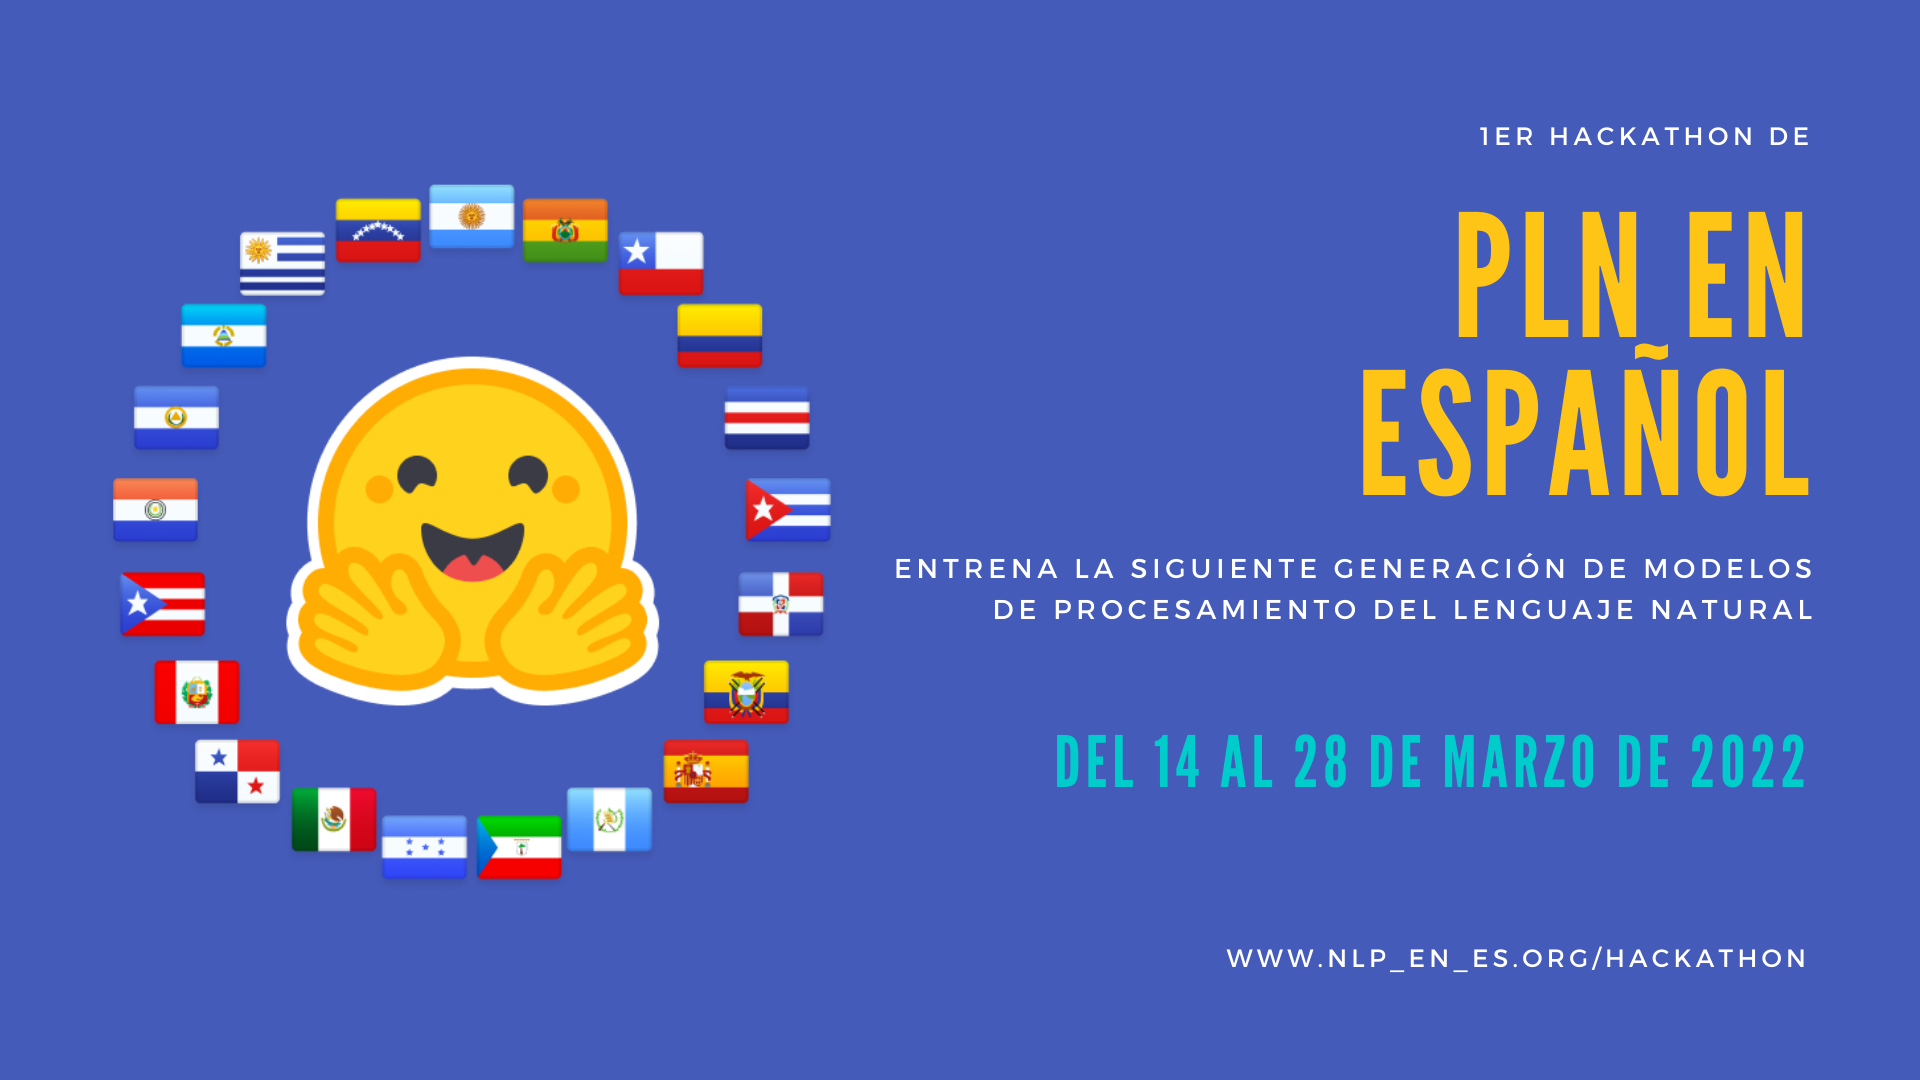 1ER HACKATHON DE
PLN EN
ESPAÑOL
ENTRENA LA SIGUIENTE GENERACIÓN DE MODELOS
DE PROCESAMIENTO DEL LENGUAJE NATURAL
DEL 14 AL 28 DE MARZO DE 2022
WWW.NLP_EN_ES.ORG/HACKATHON